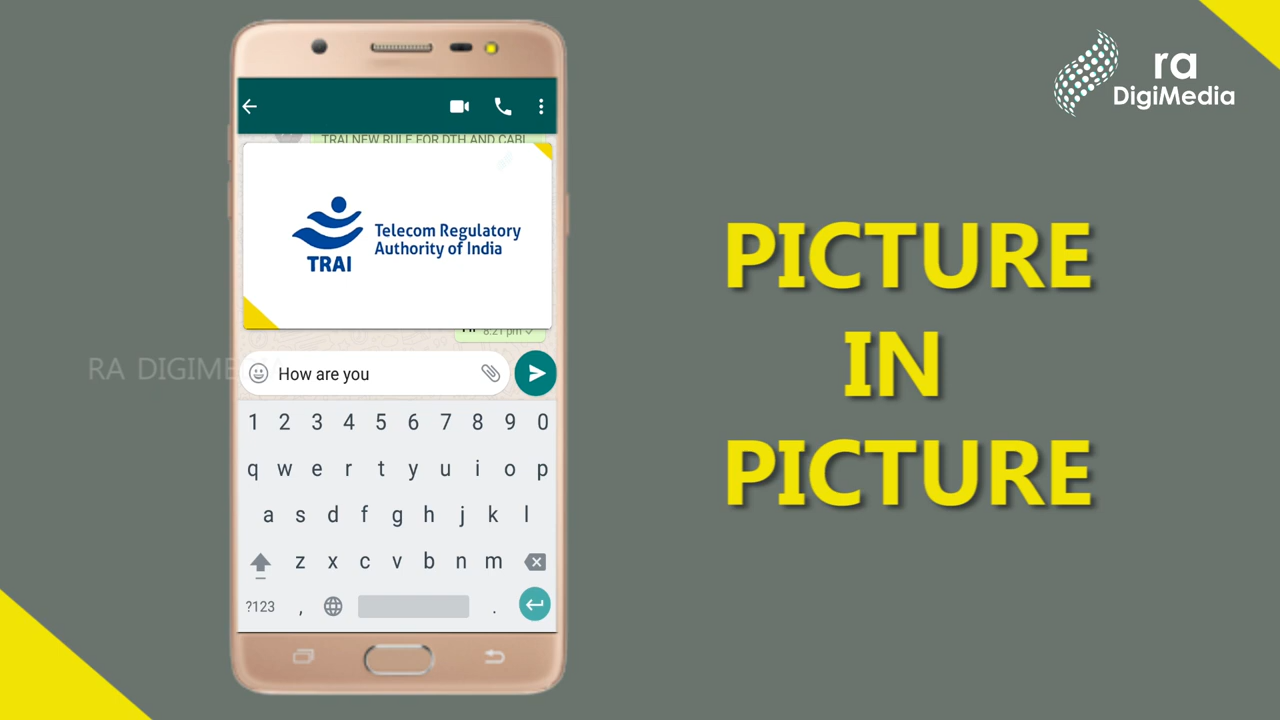 ra
DigiMedia
TRAI NEW RULE FOR DTH AND CABL
TRAI
Telecom Regulatory
Authority of India
8:21 pm
RA DIGIME
How are you
1 2 3 4 5 6 7 8 9 0
q w e r t y u i o p
a s d f g h j k l
z x c v b n m
?123 , .
PICTURE
IN
PICTURE